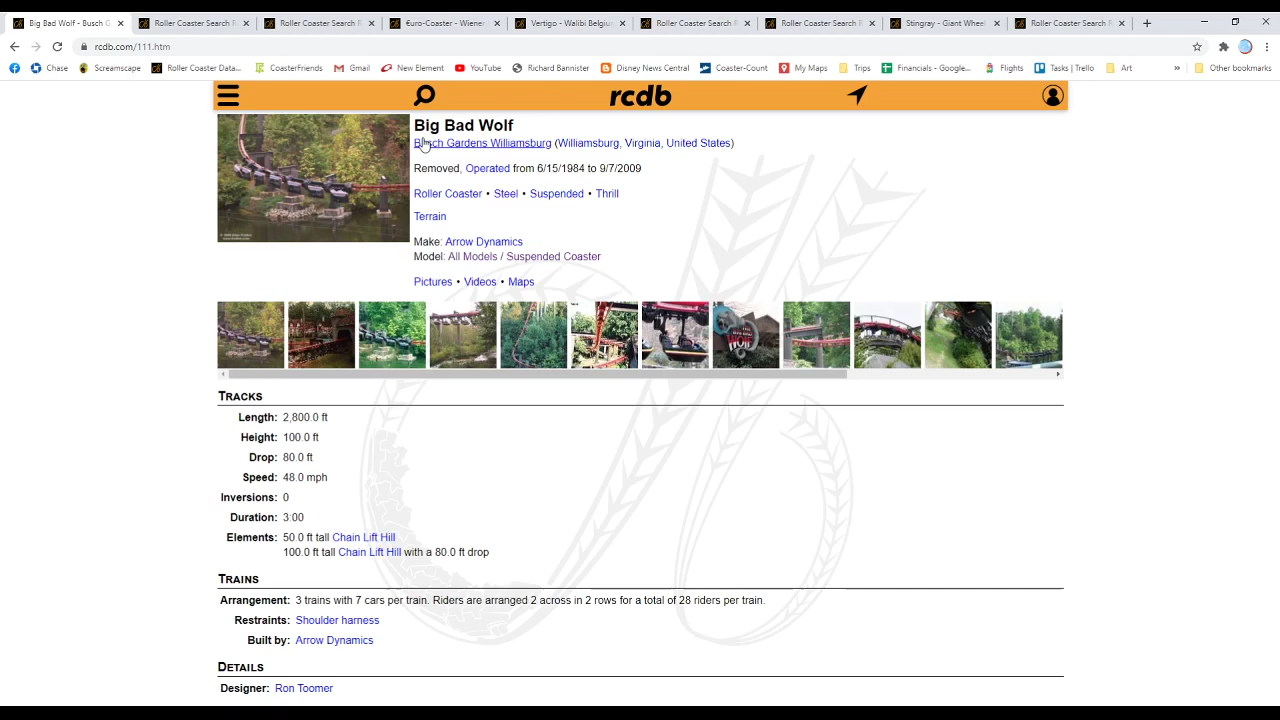 Big Bad Wolf - Busch G
Roller Coaster Search R
Roller Coaster Search R
€uro-Coaster - Wiener
Vertigo - Walibi Belgiu
Roller Coaster Search R
Roller Coaster Search R
Stingray - Giant Wheel
Roller Coaster Search R
rcdb.com/111.htm
Chase
Screamscape
Roller Coaster Data...
CoasterFriends
Gmail
New Element
YouTube
Richard Bannister
Disney News Central
Coaster-Count
My Maps
Trips
Financials - Google...
Flights
Tasks | Trello
Art
»
Other bookmarks
rcdb
Big Bad Wolf
Busch Gardens Williamsburg (Williamsburg, Virginia, United States)
Removed, Operated from 6/15/1984 to 9/7/2009
Roller Coaster • Steel • Suspended • Thrill
Terrain
Make: Arrow Dynamics
Model: All Models / Suspended Coaster
Pictures • Videos • Maps
WOLF
TRACKS
Length: 2,800.0 ft
Height: 100.0 ft
Drop: 80.0 ft
Speed: 48.0 mph
Inversions: 0
Duration: 3:00
Elements: 50.0 ft tall Chain Lift Hill
100.0 ft tall Chain Lift Hill with a 80.0 ft drop
TRAINS
Arrangement: 3 trains with 7 cars per train. Riders are arranged 2 across in 2 rows for a total of 28 riders per train.
Restraints: Shoulder harness
Built by: Arrow Dynamics
DETAILS
Designer: Ron Toomer